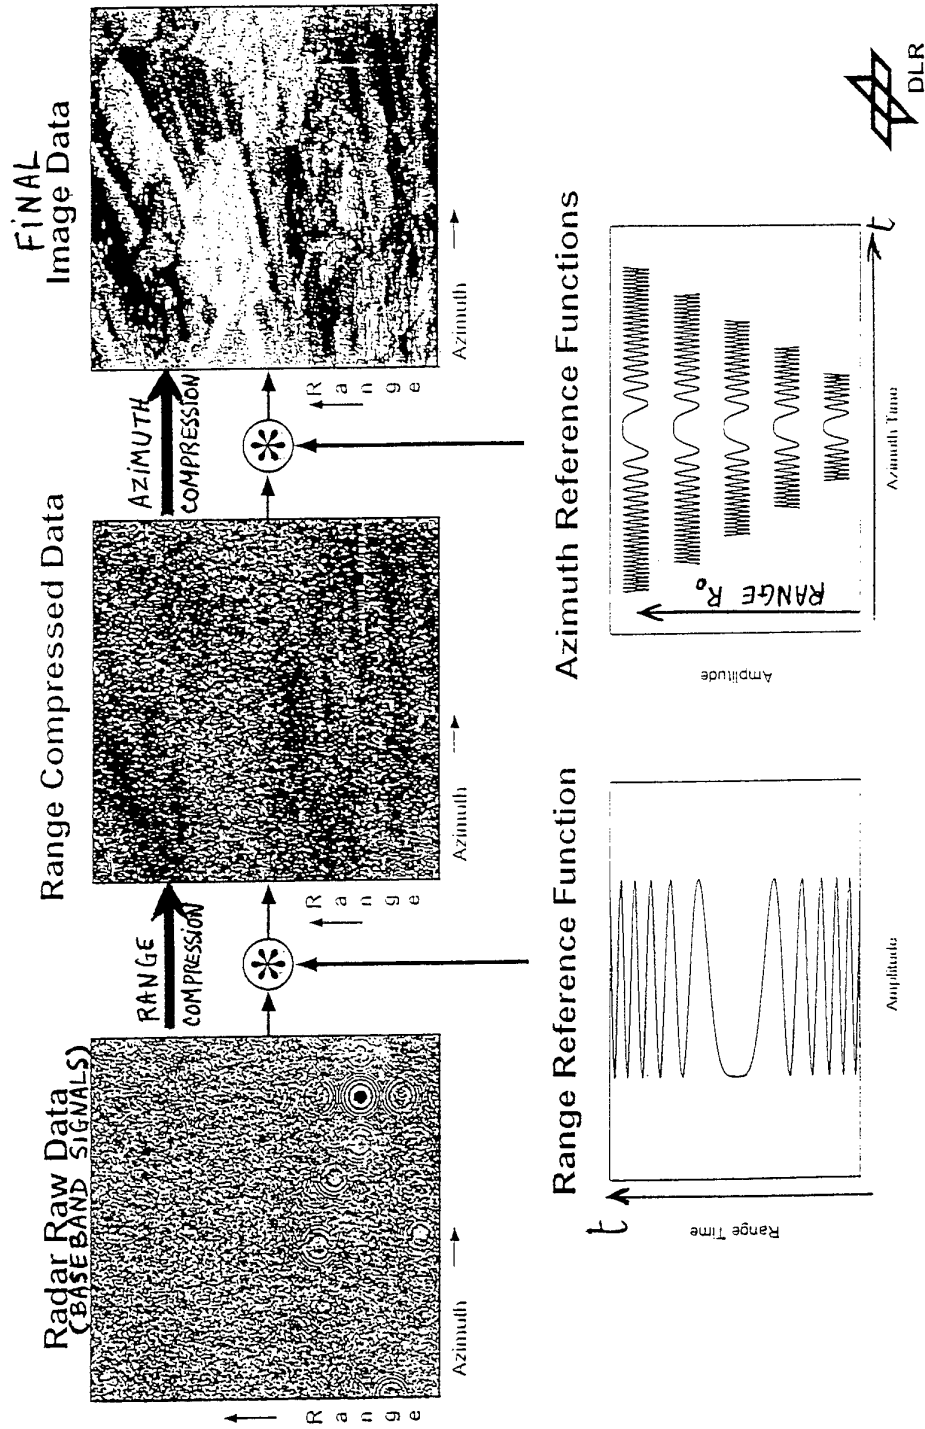 Radar Raw Data
(BASEBAND SIGNALS)
Range
Azimuth
RANGE
COMPRESSION
Range Compressed Data
Range
Azimuth
AZIMUTH
COMPRESSION
FINAL
Image Data
Range
Azimuth
Range Reference Function
t
Range Time
Amplitude
Azimuth Reference Functions
Amplitude
RANGE R₀
Azimuth Time
t
DLR